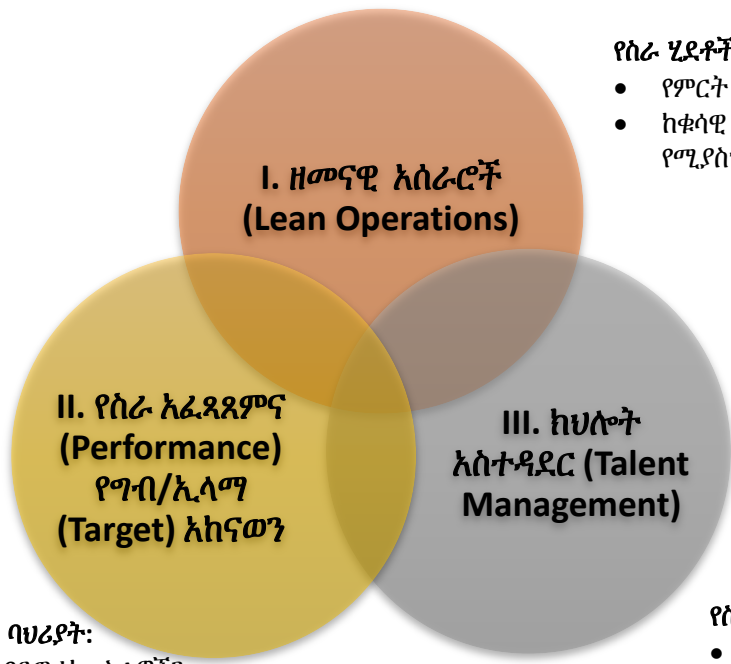 የስራ ሂደቶች
• የምርት
• ከቁሳዊ
I. ዘመናዊ አሰራሮች
(Lean Operations)
II. የስራ አፈጻጸምና
(Performance)
የግብ/ኢላማ
(Target) አከናወን
III. ክህሎት
አስተዳደር (Talent
Management)
ባህሪያት:
•